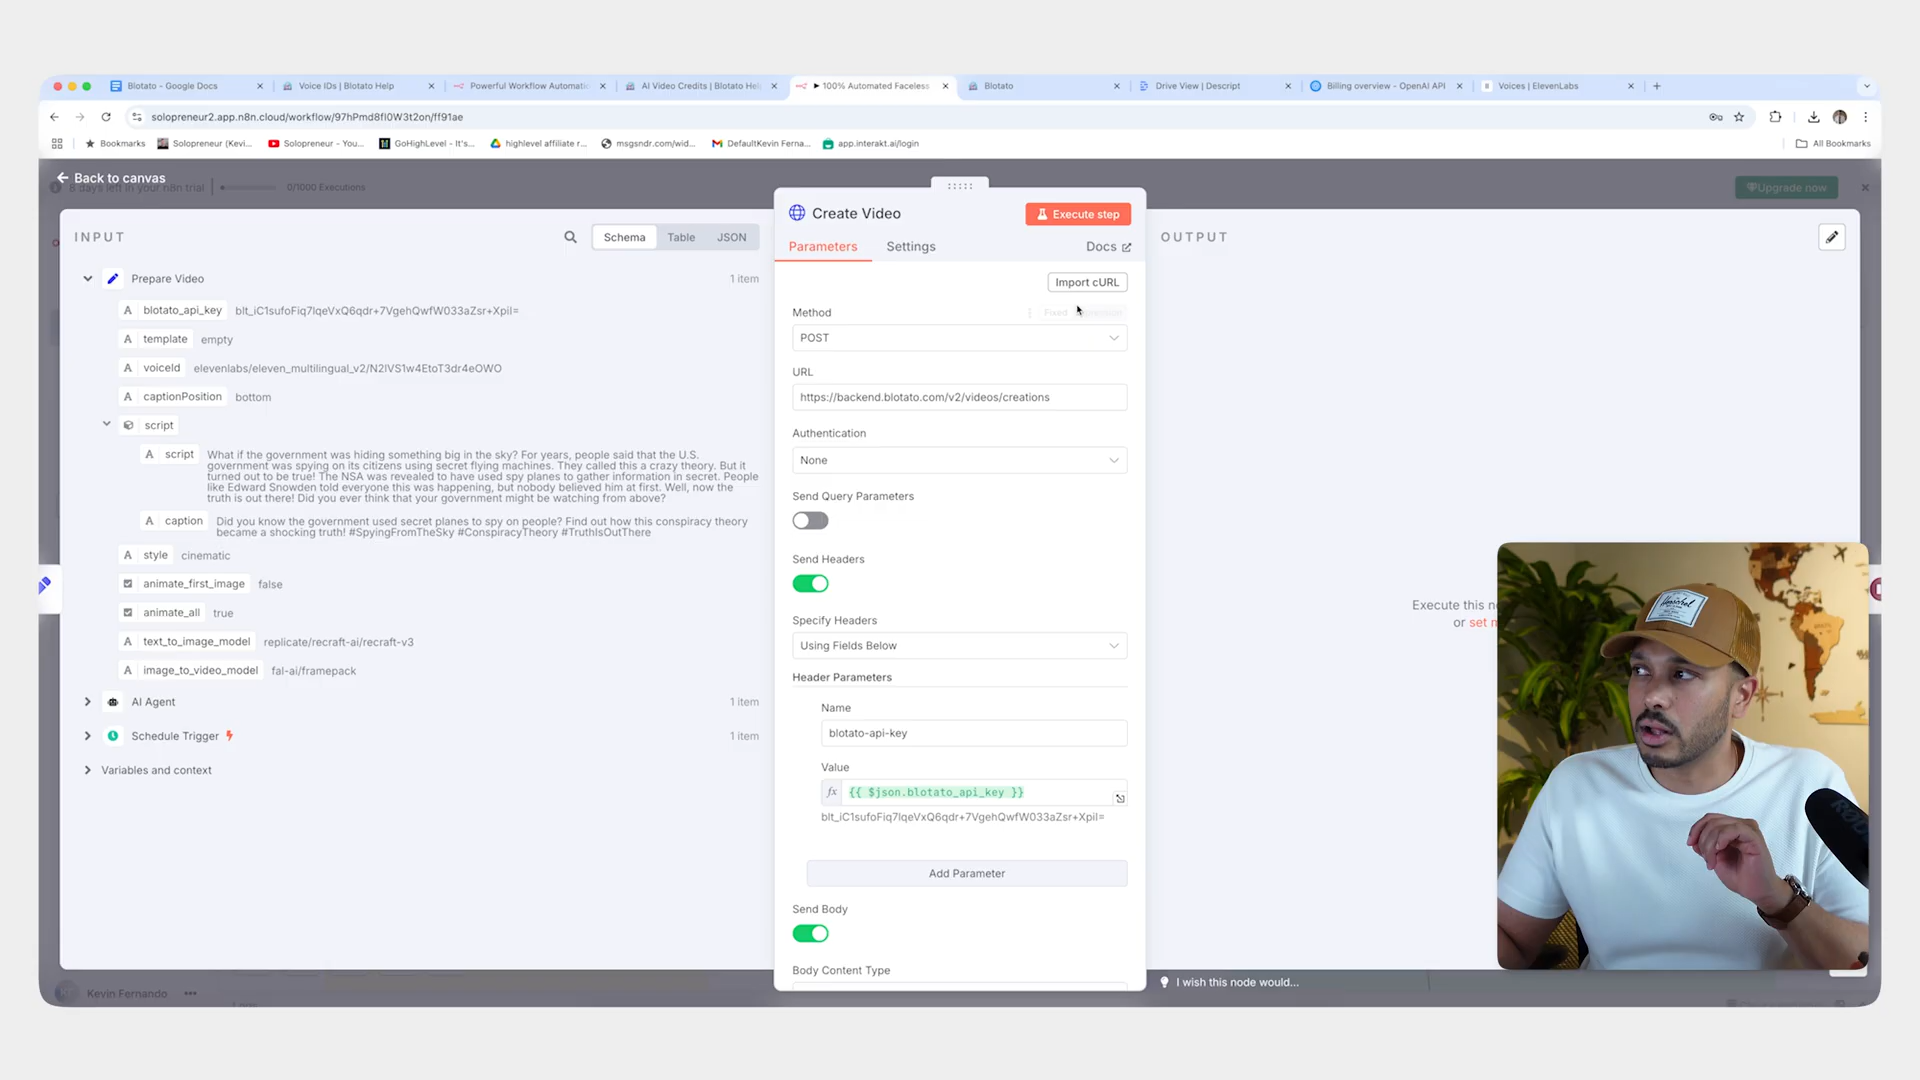 Blotato - Google Docs
Voice IDs | Blotato Help
Powerful Workflow Automati
AI Video Credits | Blotato Hel
100% Automated Faceless
Blotato
Drive View | Descript
Billing overview - OpenAI API
Voices | ElevenLabs
solopreneur2.app.n8n.cloud/workflow/97hPmd8fI0W3t2on/ff91ae
Bookmarks
Solopreneur (Kevi...
Solopreneur - You...
GoHighLevel - It's...
highlevel affiliate r...
msgsndr.com/wid...
DefaultKevin Ferna...
app.interakt.ai/login
All Bookmarks
Back to canvas
8 days left in your n8n trial
0/1000 Executions
Upgrade now
INPUT
Schema
Table
JSON
Prepare Video
1 item
A blotato_api_key blt_iC1sufoFiq7lqeVxQ6qdr+7VgehQwfW033aZsr+XpiI=
A template empty
A voiceId elevenlabs/eleven_multilingual_v2/N2lVS1w4EtoT3dr4eOWO
A captionPosition bottom
script
A script What if the government was hiding something big in the sky? For years, people said that the U.S.
government was spying on its citizens using secret flying machines. They called this a crazy theory. But it
turned out to be true! The NSA was revealed to have used spy planes to gather information in secret. People
like Edward Snowden told everyone this was happening, but nobody believed him at first. Well, now the
truth is out there! Did you ever think that your government might be watching from above?
A caption Did you know the government used secret planes to spy on people? Find out how this conspiracy theory
became a shocking truth! #SpyingFromTheSky #ConspiracyTheory #TruthIsOutThere
A style cinematic
animate_first_image false
animate_all true
A text_to_image_model replicate/recraft-ai/recraft-v3
A image_to_video_model fal-ai/framepack
AI Agent
1 item
Schedule Trigger
1 item
Variables and context
Create Video
Execute step
Parameters
Settings
Docs
Import cURL
Method
Fixed
POST
URL
https://backend.blotato.com/v2/videos/creations
Authentication
None
Send Query Parameters
Send Headers
Specify Headers
Using Fields Below
Header Parameters
Name
blotato-api-key
Value
fx {{ $json.blotato_api_key }}
blt_iC1sufoFiq7lqeVxQ6qdr+7VgehQwfW033aZsr+XpiI=
Add Parameter
Send Body
Body Content Type
OUTPUT
Execute this
or set
I wish this node would...
Kevin Fernando
Herschel